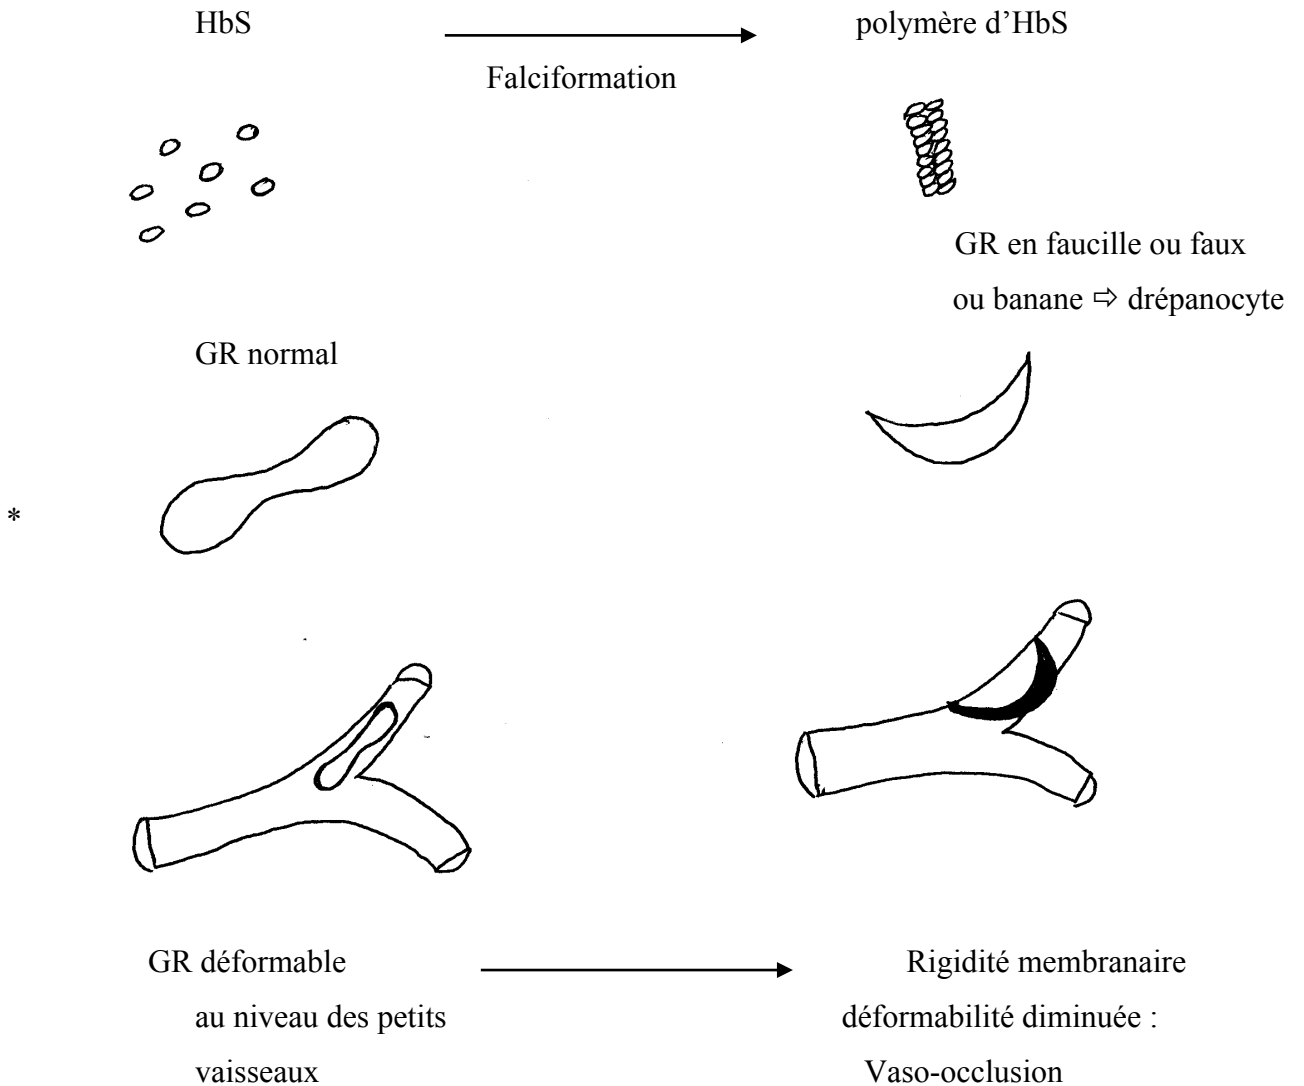 HbS
polymère d’HbS
Falciformation
GR en faucille ou faux
ou banane ⇨ drépanocyte
GR normal
*
GR déformable
au niveau des petits
vaisseaux
Rigidité membranaire
déformabilité diminuée :
Vaso-occlusion